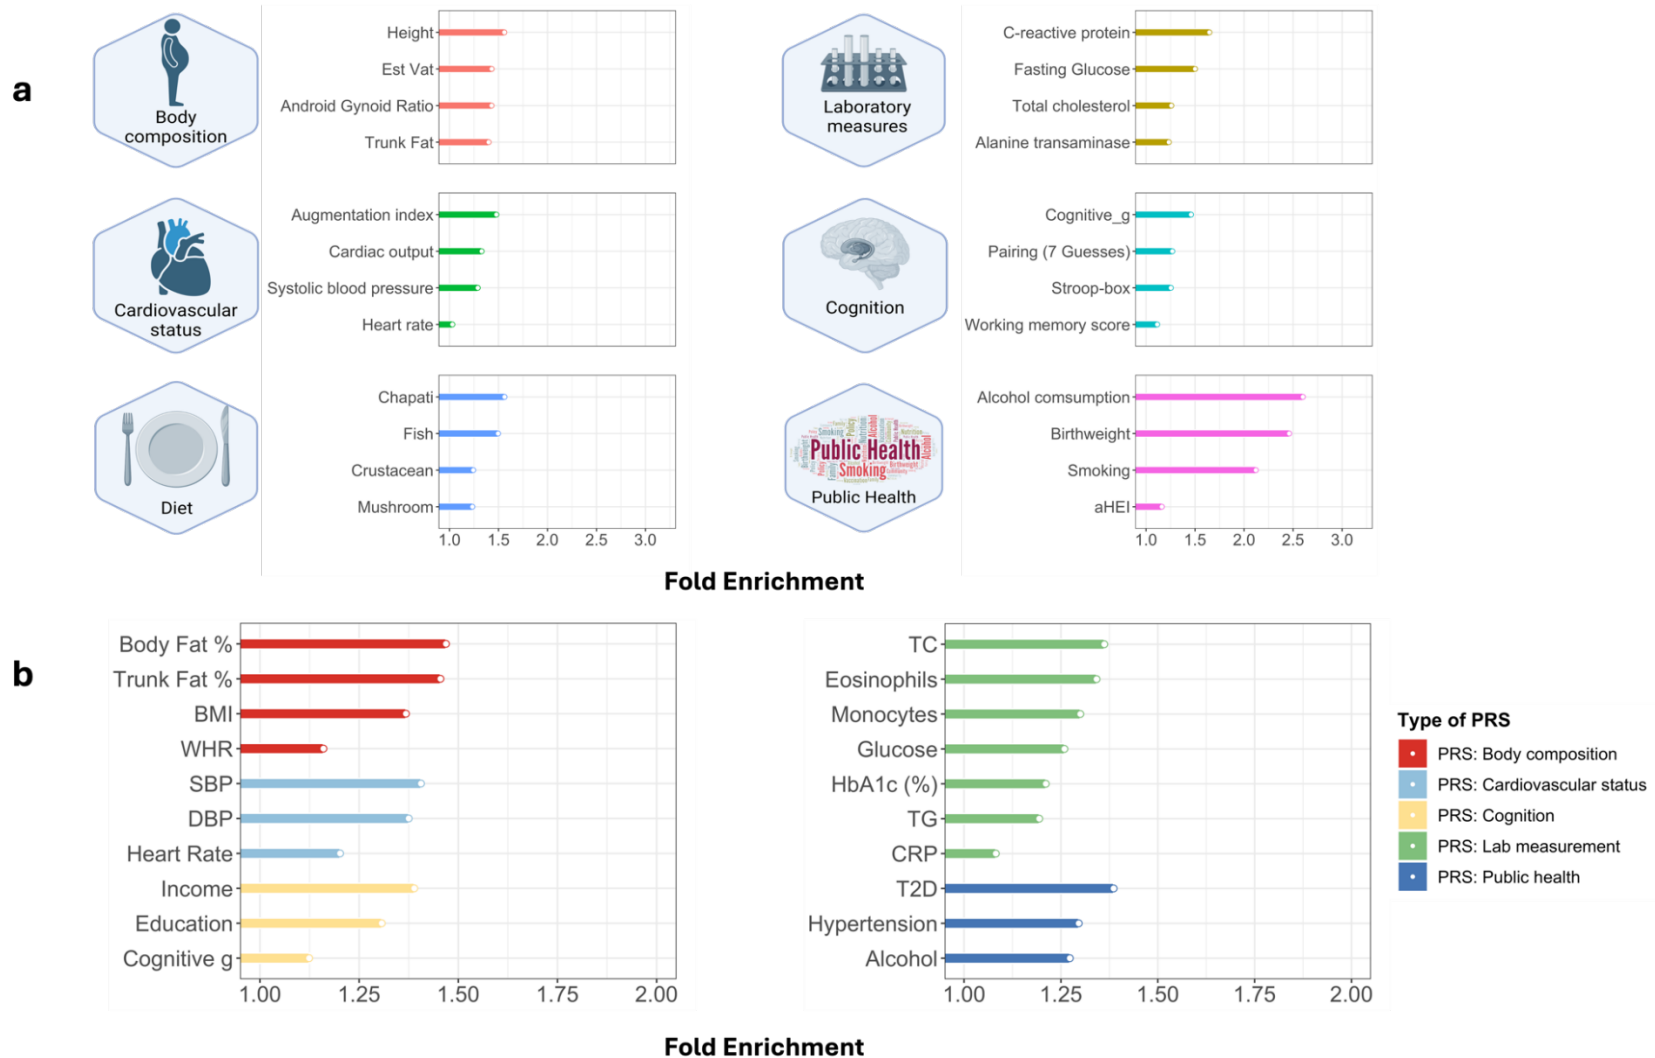 a
Body
composition
Height
Est Vat
Android Gynoid Ratio
Trunk Fat
Laboratory
measures
C-reactive protein
Fasting Glucose
Total cholesterol
Alanine transaminase
Cardiovascular
status
Augmentation index
Cardiac output
Systolic blood pressure
Heart rate
Cognition
Cognitive_g
Pairing (7 Guesses)
Stroop-box
Working memory score
Diet
Chapati
Fish
Crustacean
Mushroom
1.0 1.5 2.0 2.5 3.0
Public Health
Smoking
Alcohol
Public Health
Alcohol comsumption
Birthweight
Smoking
aHEI
1.0 1.5 2.0 2.5 3.0
Fold Enrichment
b
Body Fat %
Trunk Fat %
BMI
WHR
SBP
DBP
Heart Rate
Income
Education
Cognitive g
1.00 1.25 1.50 1.75 2.00
TC
Eosinophils
Monocytes
Glucose
HbA1c (%)
TG
CRP
T2D
Hypertension
Alcohol
1.00 1.25 1.50 1.75 2.00
Type of PRS
PRS: Body composition
PRS: Cardiovascular status
PRS: Cognition
PRS: Lab measurement
PRS: Public health
Fold Enrichment